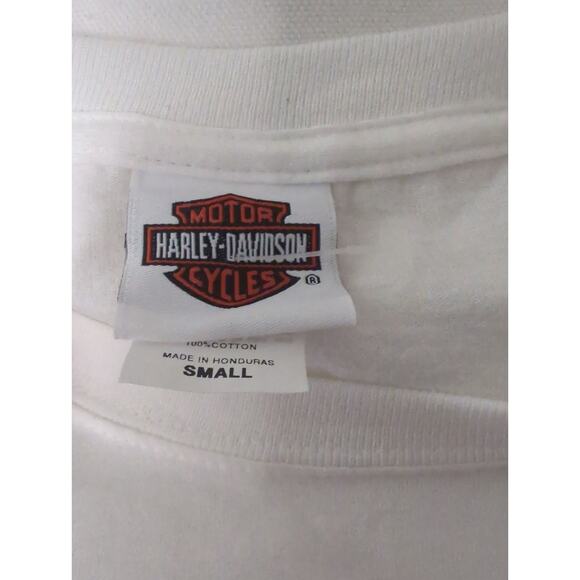 MOTOR
HARLEY-DAVIDSON
CYCLES ®
100% COTTON
MADE IN HONDURAS
SMALL